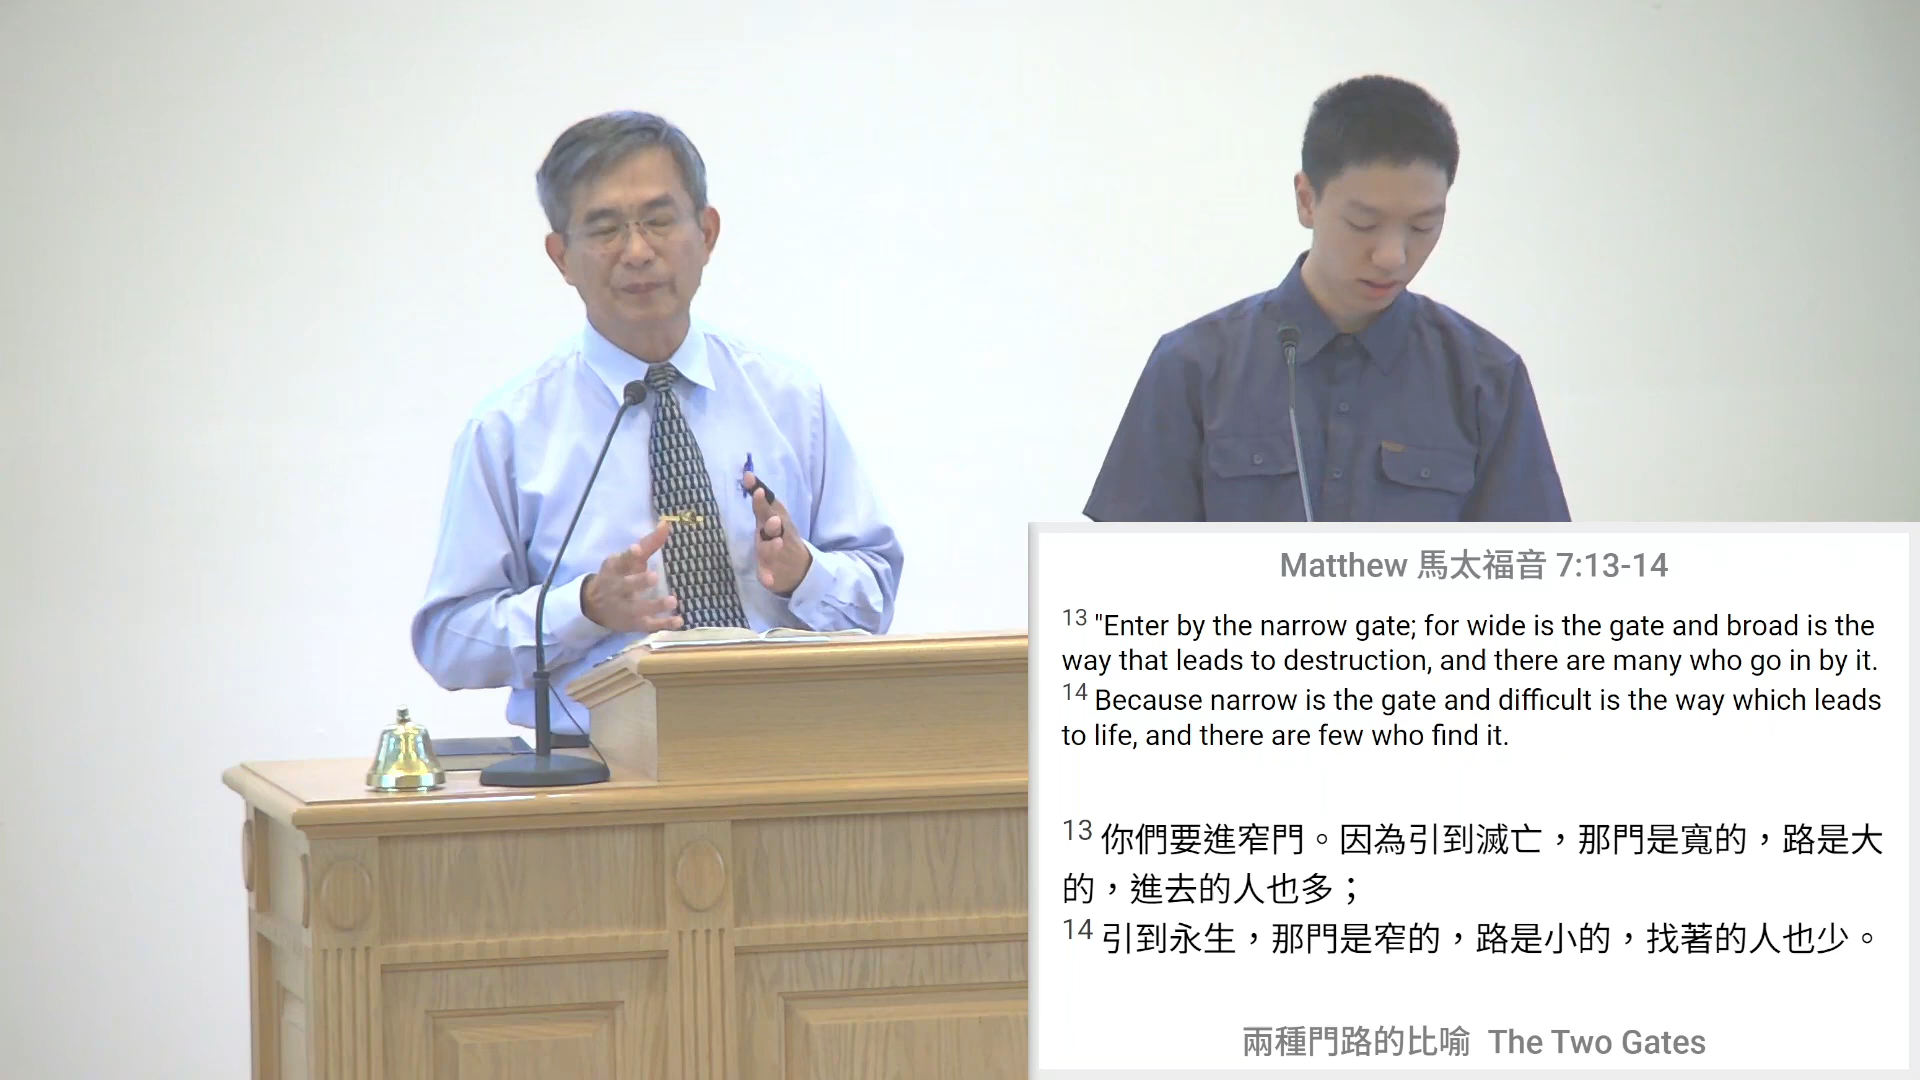 Matthew 馬太福音 7:13-14
13 "Enter by the narrow gate; for wide is the gate and broad is the
way that leads to destruction, and there are many who go in by it.
14 Because narrow is the gate and difficult is the way which leads
to life, and there are few who find it.
13 你們要進窄門。因為引到滅亡，那門是寬的，路是大
的，進去的人也多；
14 引到永生，那門是窄的，路是小的，找著的人也少。
兩種門路的比喻 The Two Gates